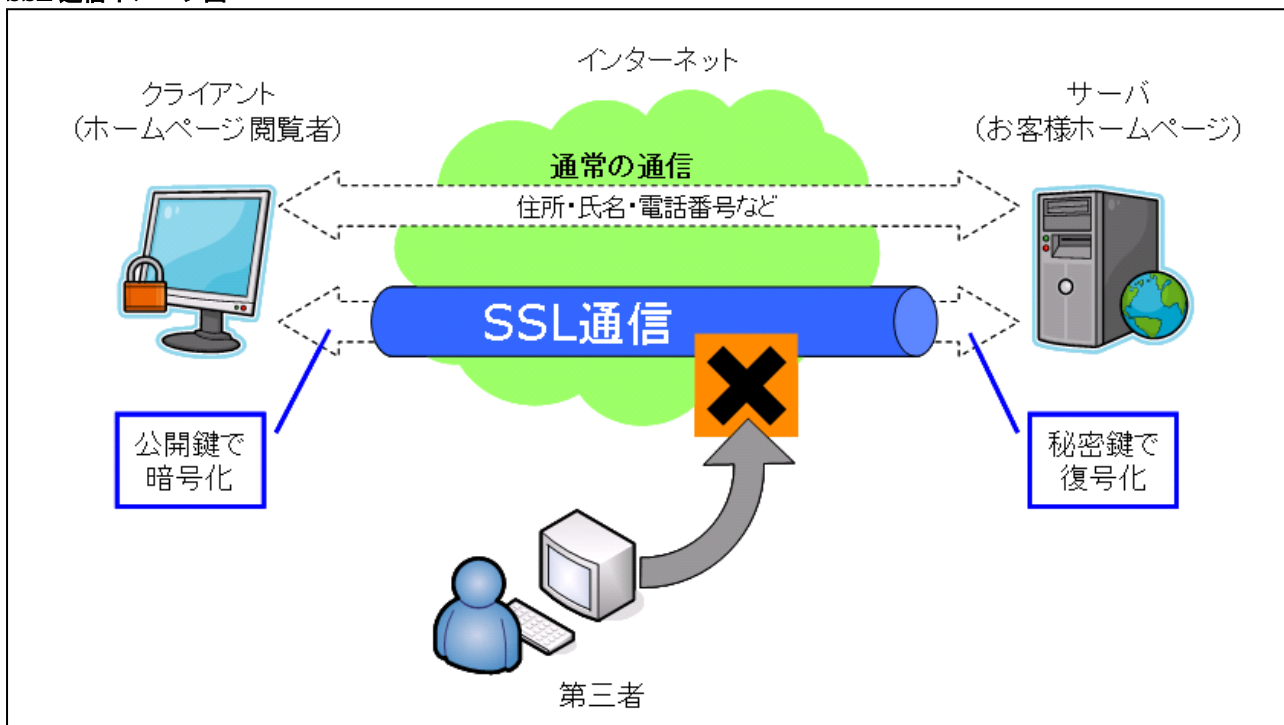 インターネット
クライアント
(ホームページ閲覧者)
サーバ
(お客様ホームページ)
通常の通信
住所・氏名・電話番号など
SSL通信
公開鍵で
暗号化
秘密鍵で
復号化
第三者